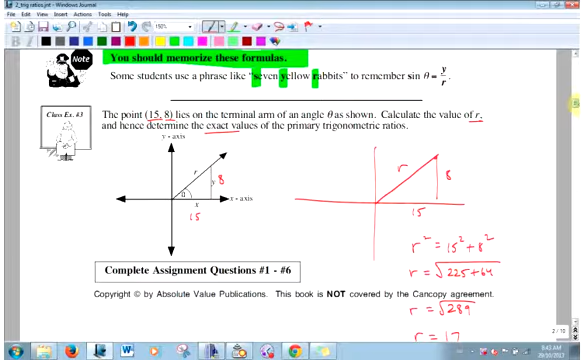 2_trig ratios.jnt - Windows Journal
File Edit View Insert Actions Tools Help
150%
Note
You should memorize these formulas.
Some students use a phrase like "seven yellow rabbits" to remember sin θ = y/r.
Class Ex. #3
The point (15, 8) lies on the terminal arm of an angle θ as shown. Calculate the value of r.
and hence determine the exact values of the primary trigonometric ratios.
y - axis
r
y 8
x
x - axis
15
r
8
15
r² = 15² + 8²
r = √225 + 64
r = √289
r = 17
Complete Assignment Questions #1 - #6
Copyright © by Absolute Value Publications. This book is NOT covered by the Cancopy agreement.
2 / 10
9:43 AM